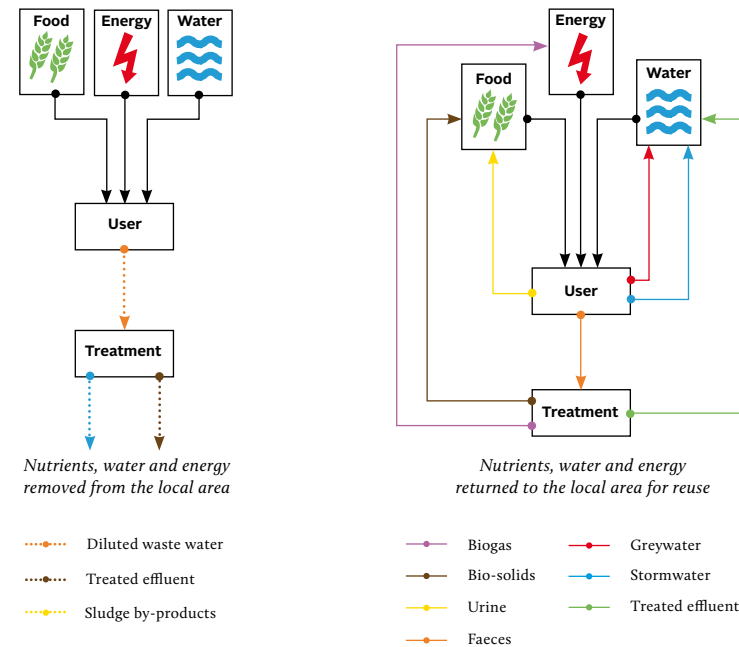 Food
Energy
Water
User
Treatment
Nutrients, water and energy
removed from the local area
Diluted waste water
Treated effluent
Sludge by-products
Energy
Food
Water
User
Treatment
Nutrients, water and energy
returned to the local area for reuse
Biogas
Bio-solids
Urine
Faeces
Greywater
Stormwater
Treated effluent